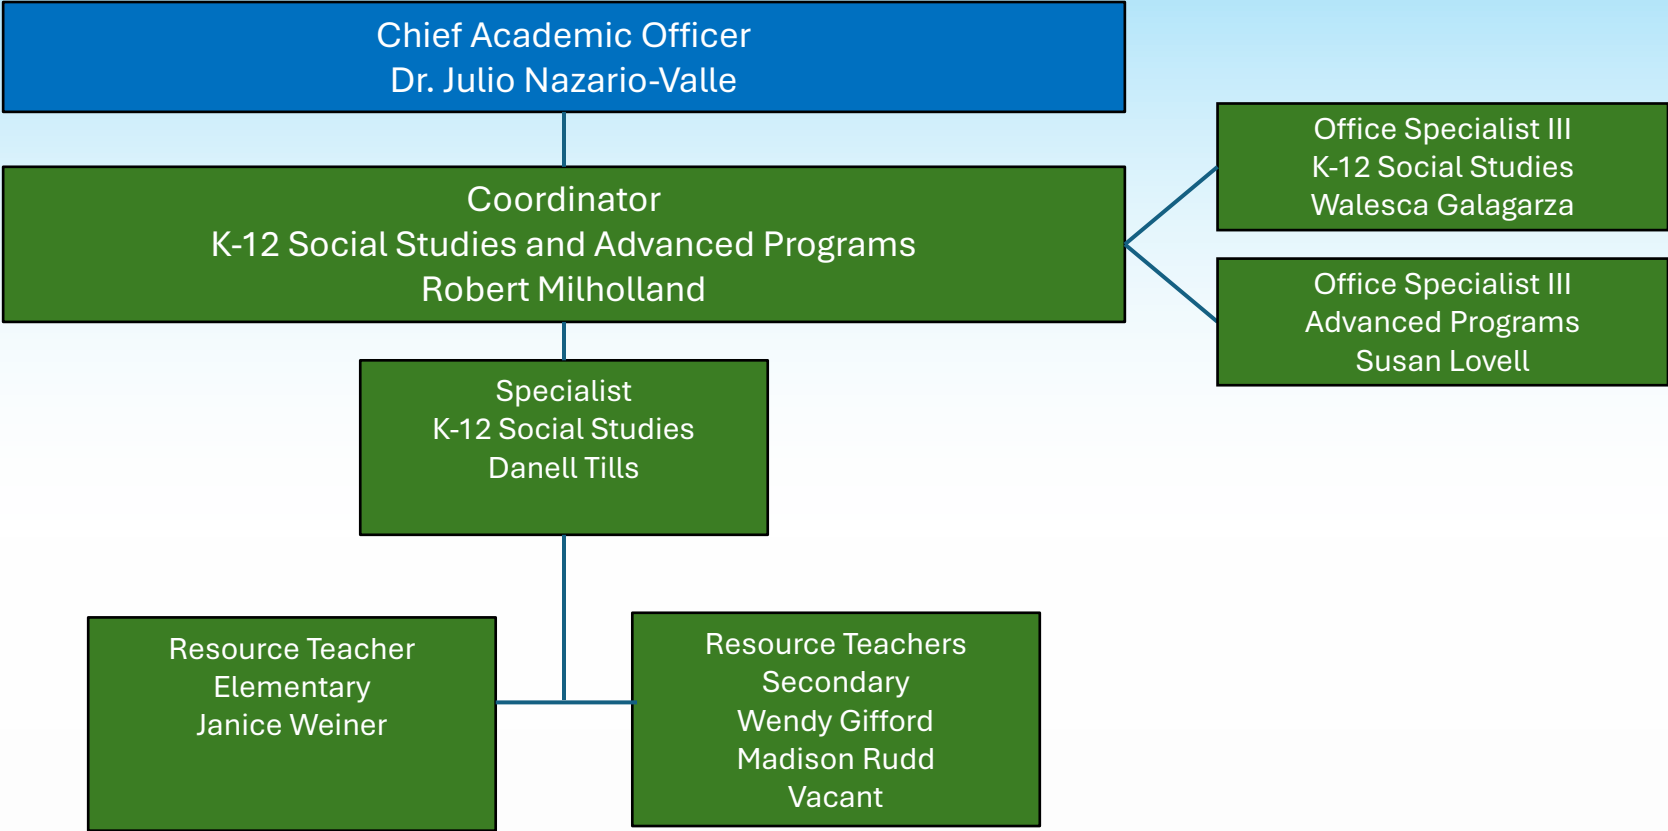 Chief Academic Officer
Dr. Julio Nazario-Valle
Coordinator
K-12 Social Studies and Advanced Programs
Robert Milholland
Office Specialist III
K-12 Social Studies
Walesca Galagarza
Office Specialist III
Advanced Programs
Susan Lovell
Specialist
K-12 Social Studies
Danell Tills
Resource Teacher
Elementary
Janice Weiner
Resource Teachers
Secondary
Wendy Gifford
Madison Rudd
Vacant